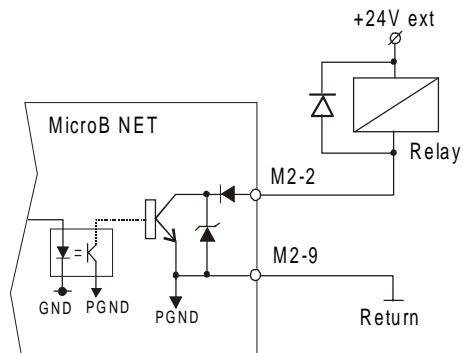 +24V ext
MicroB NET
Relay
M2-2
M2-9
GND
PGND
PGND
Return